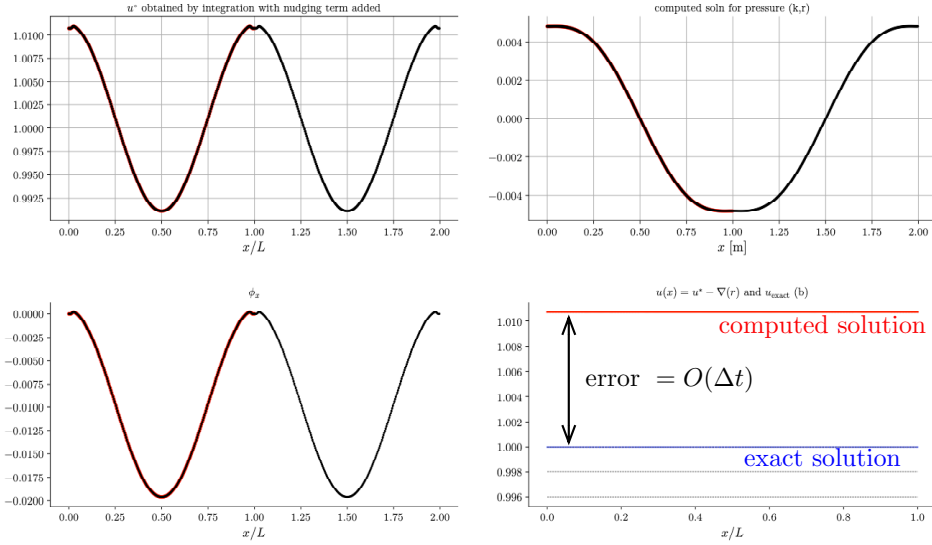 u* obtained by integration with nudging term added
1.0100
1.0075
1.0050
1.0025
1.0000
0.9975
0.9950
0.9925
0.00 0.25 0.50 0.75 1.00 1.25 1.50 1.75 2.00
x/L
computed soln for pressure (k,r)
0.004
0.002
0.000
−0.002
−0.004
0.00 0.25 0.50 0.75 1.00 1.25 1.50 1.75 2.00
x [m]
ϕₓ
0.0000
−0.0025
−0.0050
−0.0075
−0.0100
−0.0125
−0.0150
−0.0175
−0.0200
0.00 0.25 0.50 0.75 1.00 1.25 1.50 1.75 2.00
x/L
u(x) = u* − ∇(r) and u_exact (b)
1.010
1.008
1.006
1.004
1.002
1.000
0.998
0.996
computed solution
error = O(Δt)
exact solution
0.0 0.2 0.4 0.6 0.8 1.0
x/L